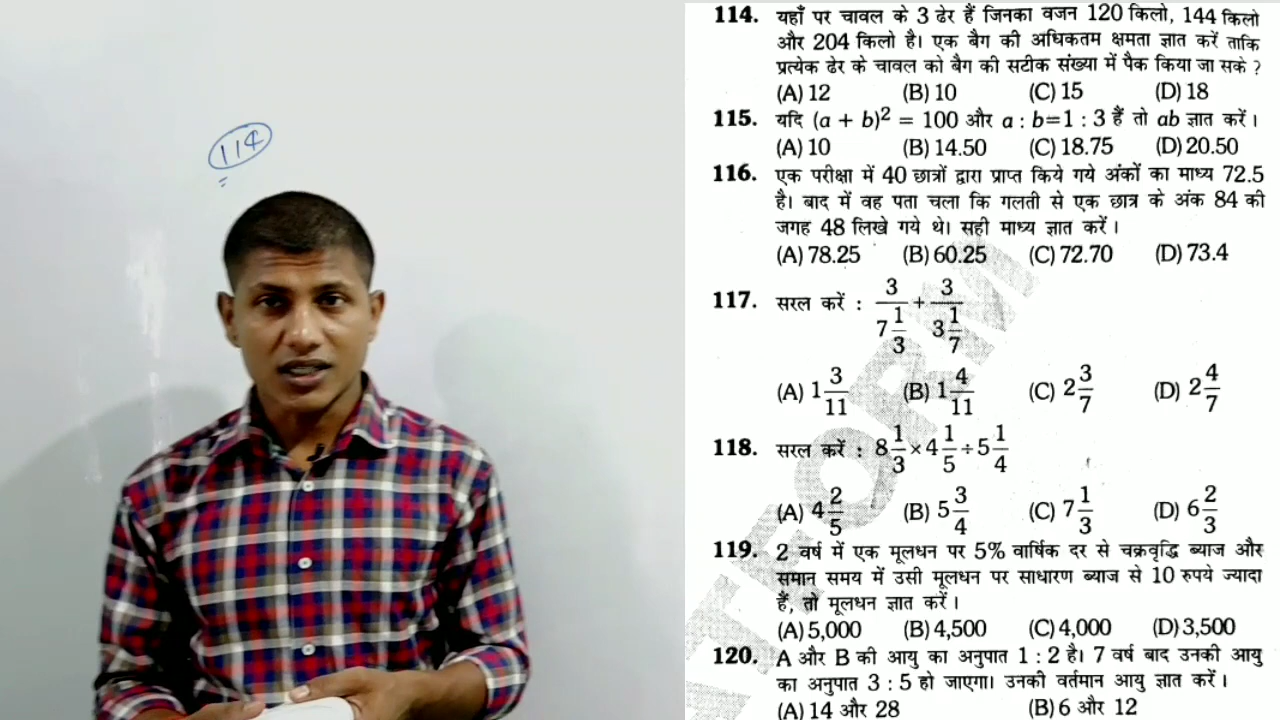 114
114. यहाँ पर चावल के 3 ढेर हैं जिनका वजन 120 किलो, 144 किलो
और 204 किलो है। एक बैग की अधिकतम क्षमता ज्ञात करें ताकि
प्रत्येक ढेर के चावल को बैग की सटीक संख्या में पैक किया जा सके ?
(A) 12 (B) 10 (C) 15 (D) 18
115. यदि (a + b)² = 100 और a : b=1 : 3 हैं तो ab ज्ञात करें।
(A) 10 (B) 14.50 (C) 18.75 (D) 20.50
116. एक परीक्षा में 40 छात्रों द्वारा प्राप्त किये गये अंकों का माध्य 72.5
है। बाद में वह पता चला कि गलती से एक छात्र के अंक 84 की
जगह 48 लिखे गये थे। सही माध्य ज्ञात करें।
(A) 78.25 (B) 60.25 (C) 72.70 (D) 73.4
117. सरल करें : 3/(7 1/3) + 3/(3 1/7)
(A) 1 3/11 (B) 1 4/11 (C) 2 3/7 (D) 2 4/7
118. सरल करें : 8 1/3 × 4 1/5 ÷ 5 1/4
(A) 4 2/5 (B) 5 3/4 (C) 7 1/3 (D) 6 2/3
119. 2 वर्ष में एक मूलधन पर 5% वार्षिक दर से चक्रवृद्धि ब्याज और
समान समय में उसी मूलधन पर साधारण ब्याज से 10 रुपये ज्यादा
हैं, तो मूलधन ज्ञात करें।
(A) 5,000 (B) 4,500 (C) 4,000 (D) 3,500
120. A और B की आयु का अनुपात 1 : 2 है। 7 वर्ष बाद उनकी आयु
का अनुपात 3 : 5 हो जाएगा। उनकी वर्तमान आयु ज्ञात करें।
(A) 14 और 28 (B) 6 और 12